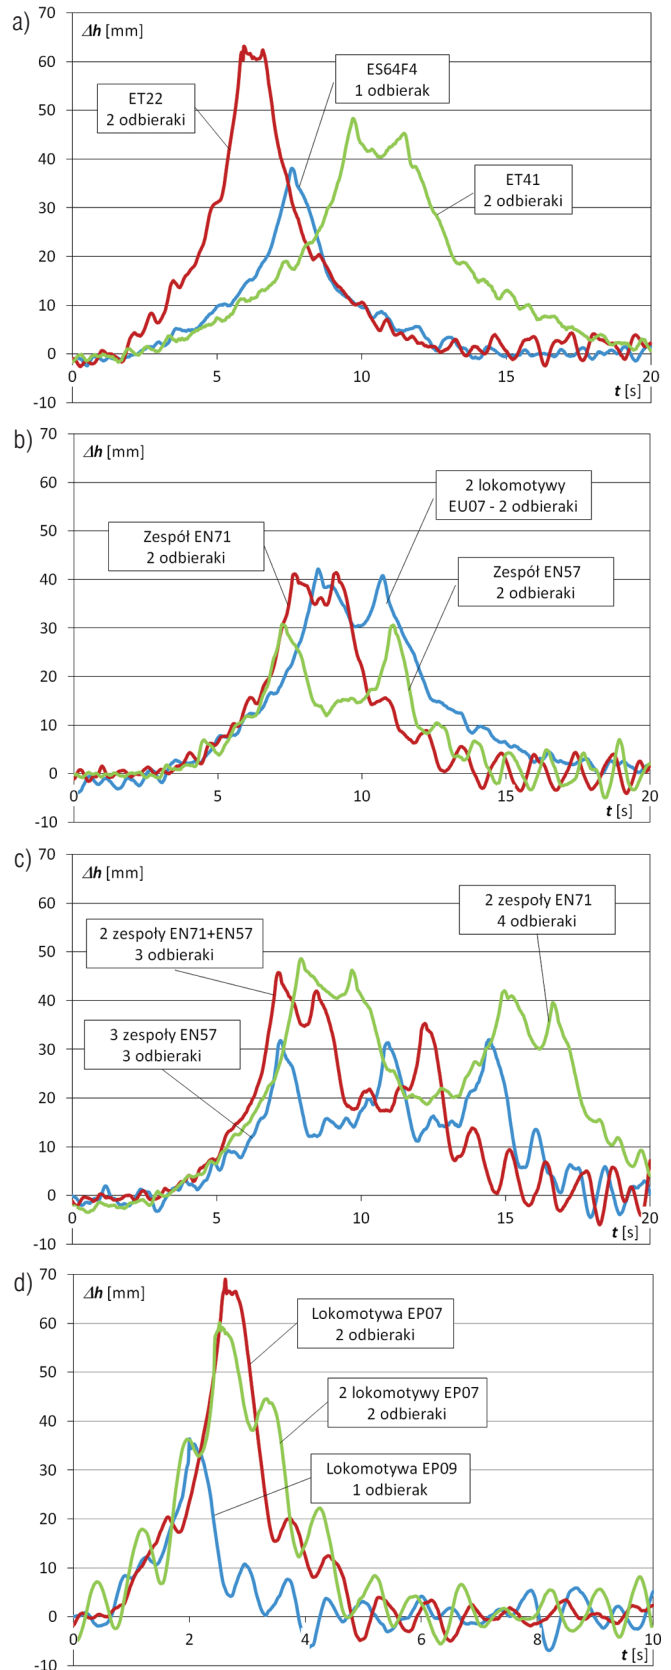 a)
Δh [mm]
70
60
50
40
30
20
10
0
-10
ET22
2 odbieraki
ES64F4
1 odbierak
ET41
2 odbieraki
0
5
10
15
20
t [s]
b)
Δh [mm]
70
60
50
40
30
20
10
0
-10
Zespół EN71
2 odbieraki
2 lokomotywy
EU07 - 2 odbieraki
Zespół EN57
2 odbieraki
0
5
10
15
20
t [s]
c)
Δh [mm]
70
60
50
40
30
20
10
0
-10
2 zespoły EN71+EN57
3 odbieraki
3 zespoły EN57
3 odbieraki
2 zespoły EN71
4 odbieraki
0
5
10
15
20
t [s]
d)
Δh [mm]
70
60
50
40
30
20
10
0
-10
Lokomotywa EP07
2 odbieraki
2 lokomotywy EP07
2 odbieraki
Lokomotywa EP09
1 odbierak
0
2
4
6
8
10
t [s]